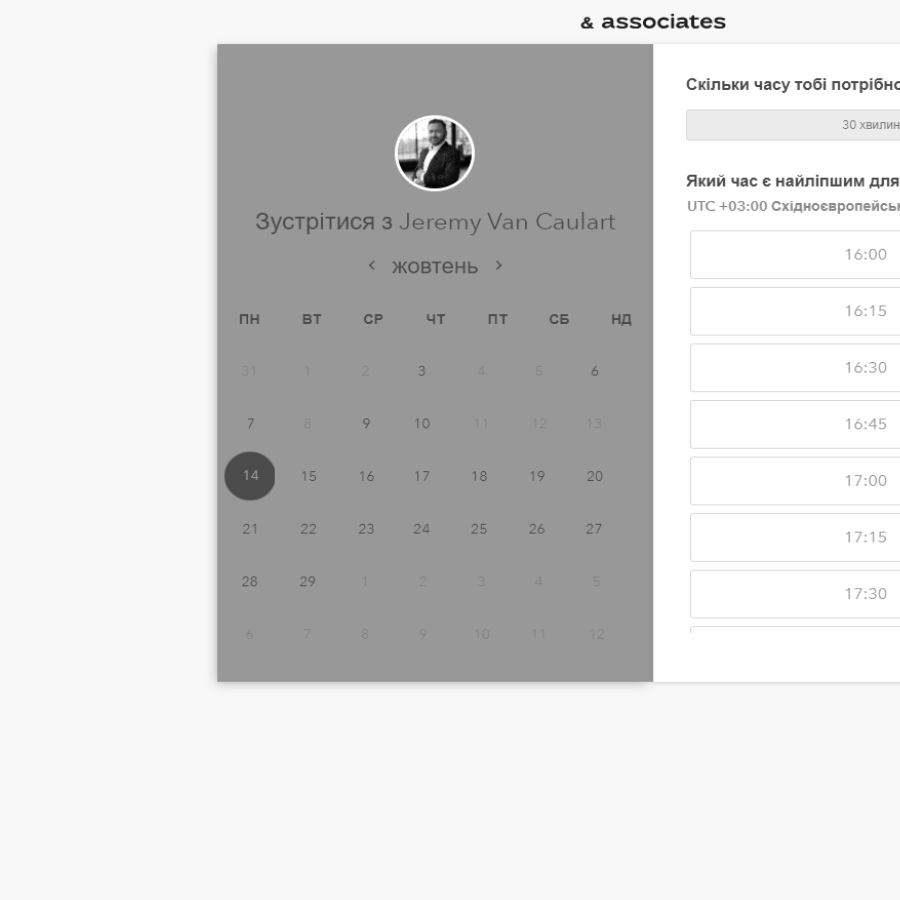 & associates
Зустрітися з Jeremy Van Caulart
< жовтень >
ПН ВТ СР ЧТ ПТ СБ НД
31 1 2 3 4 5 6
7 8 9 10 11 12 13
14 15 16 17 18 19 20
21 22 23 24 25 26 27
28 29 1 2 3 4 5
6 7 8 9 10 11 12
Скільки часу тобі
30
Який час є найліпшим для
UTC +03:00
16:00
16:15
16:30
16:45
17:00
17:15
17:30